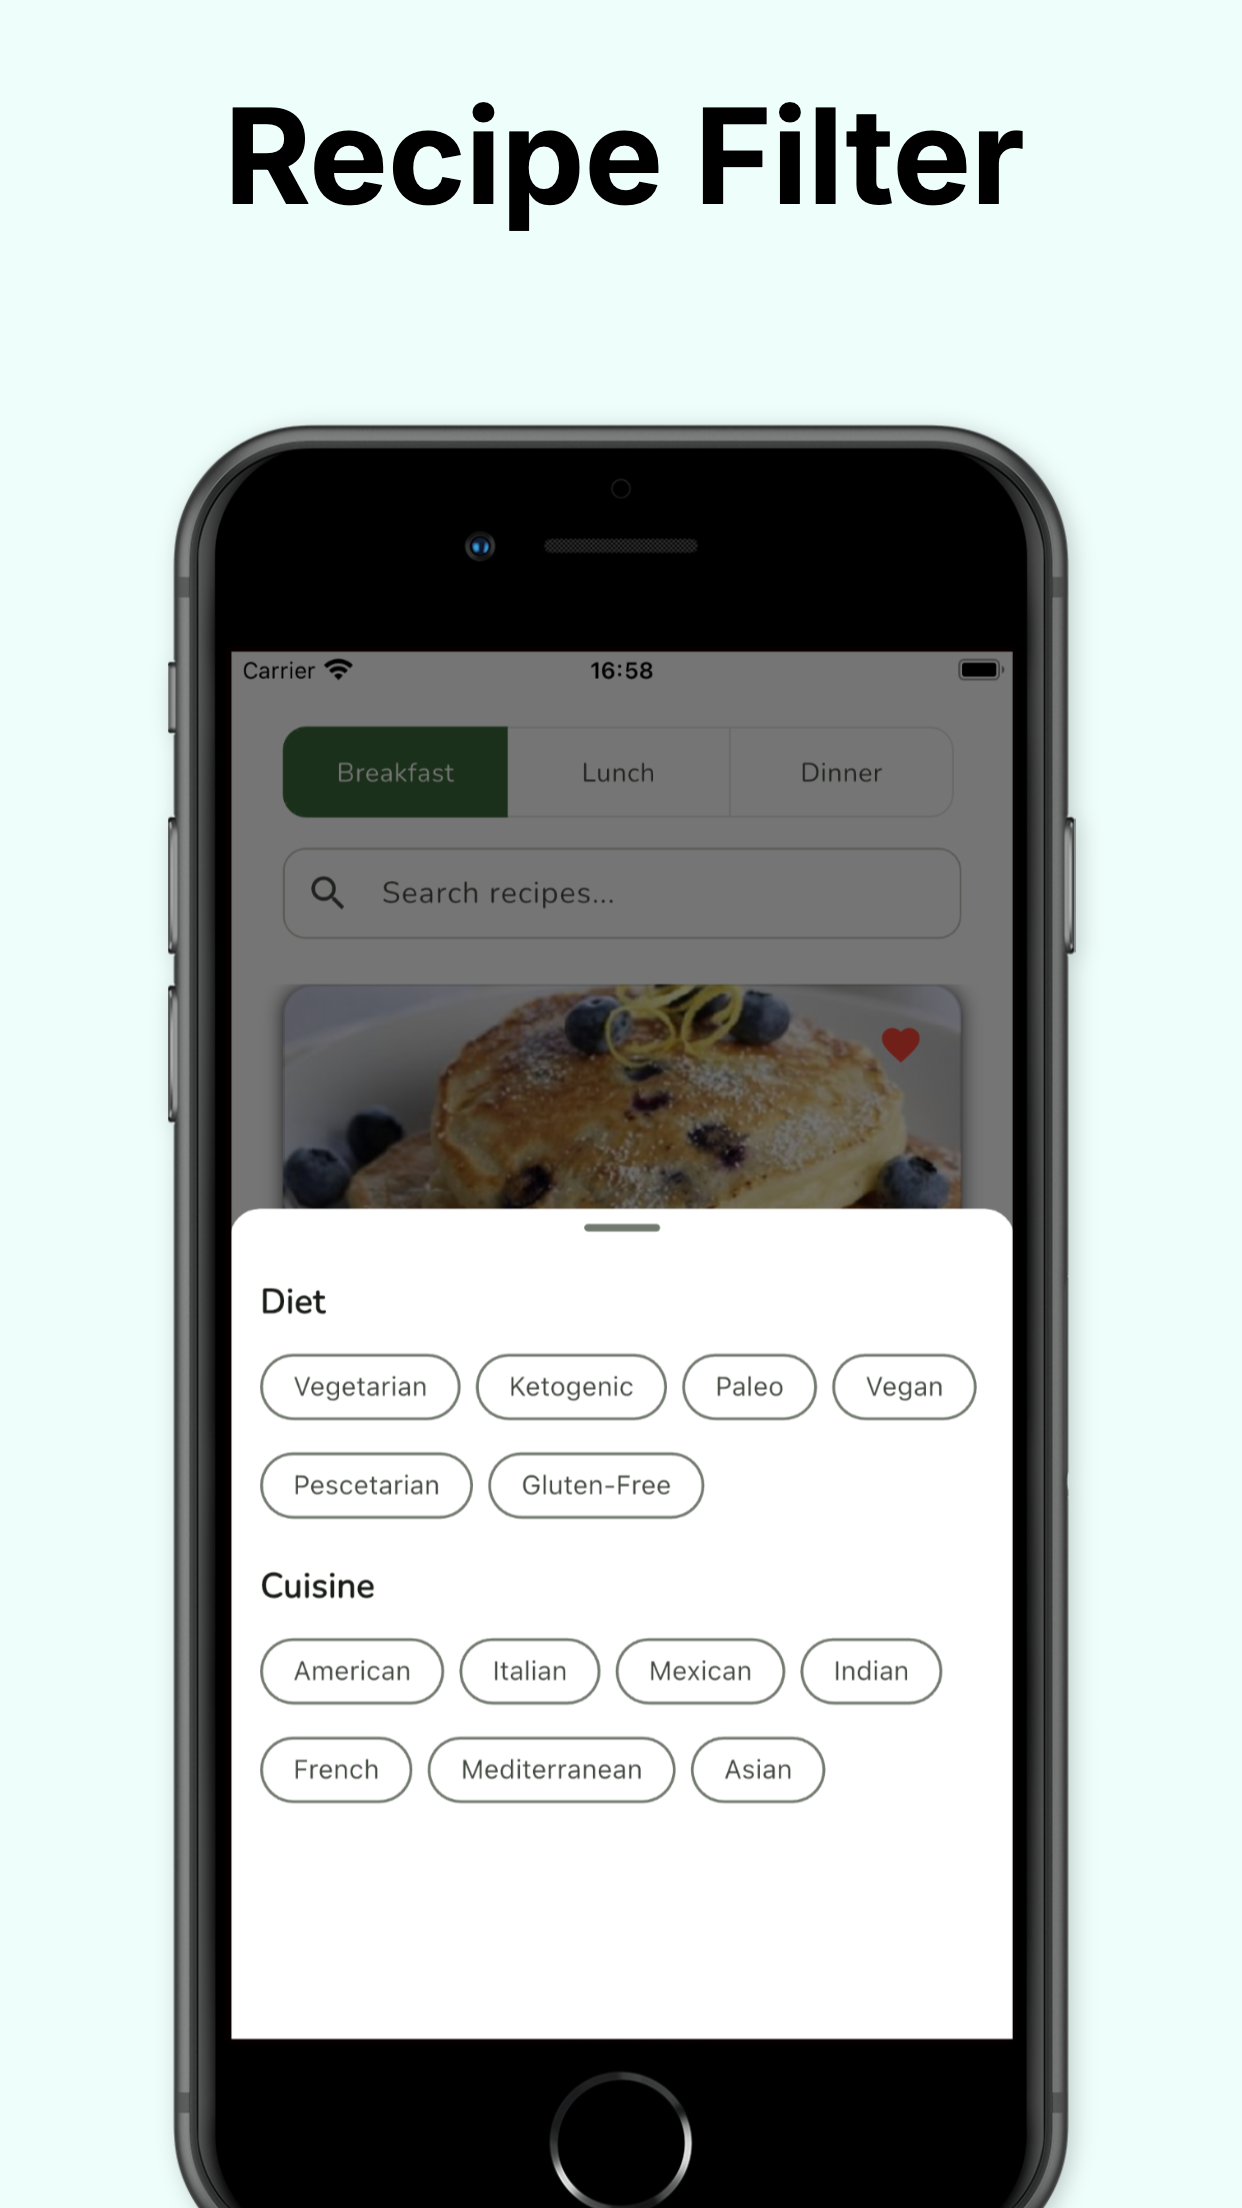 Recipe Filter
Carrier 16:58
Breakfast Lunch Dinner
Search recipes...
Diet
Vegetarian Ketogenic Paleo Vegan
Pescetarian Gluten-Free
Cuisine
American Italian Mexican Indian
French Mediterranean Asian